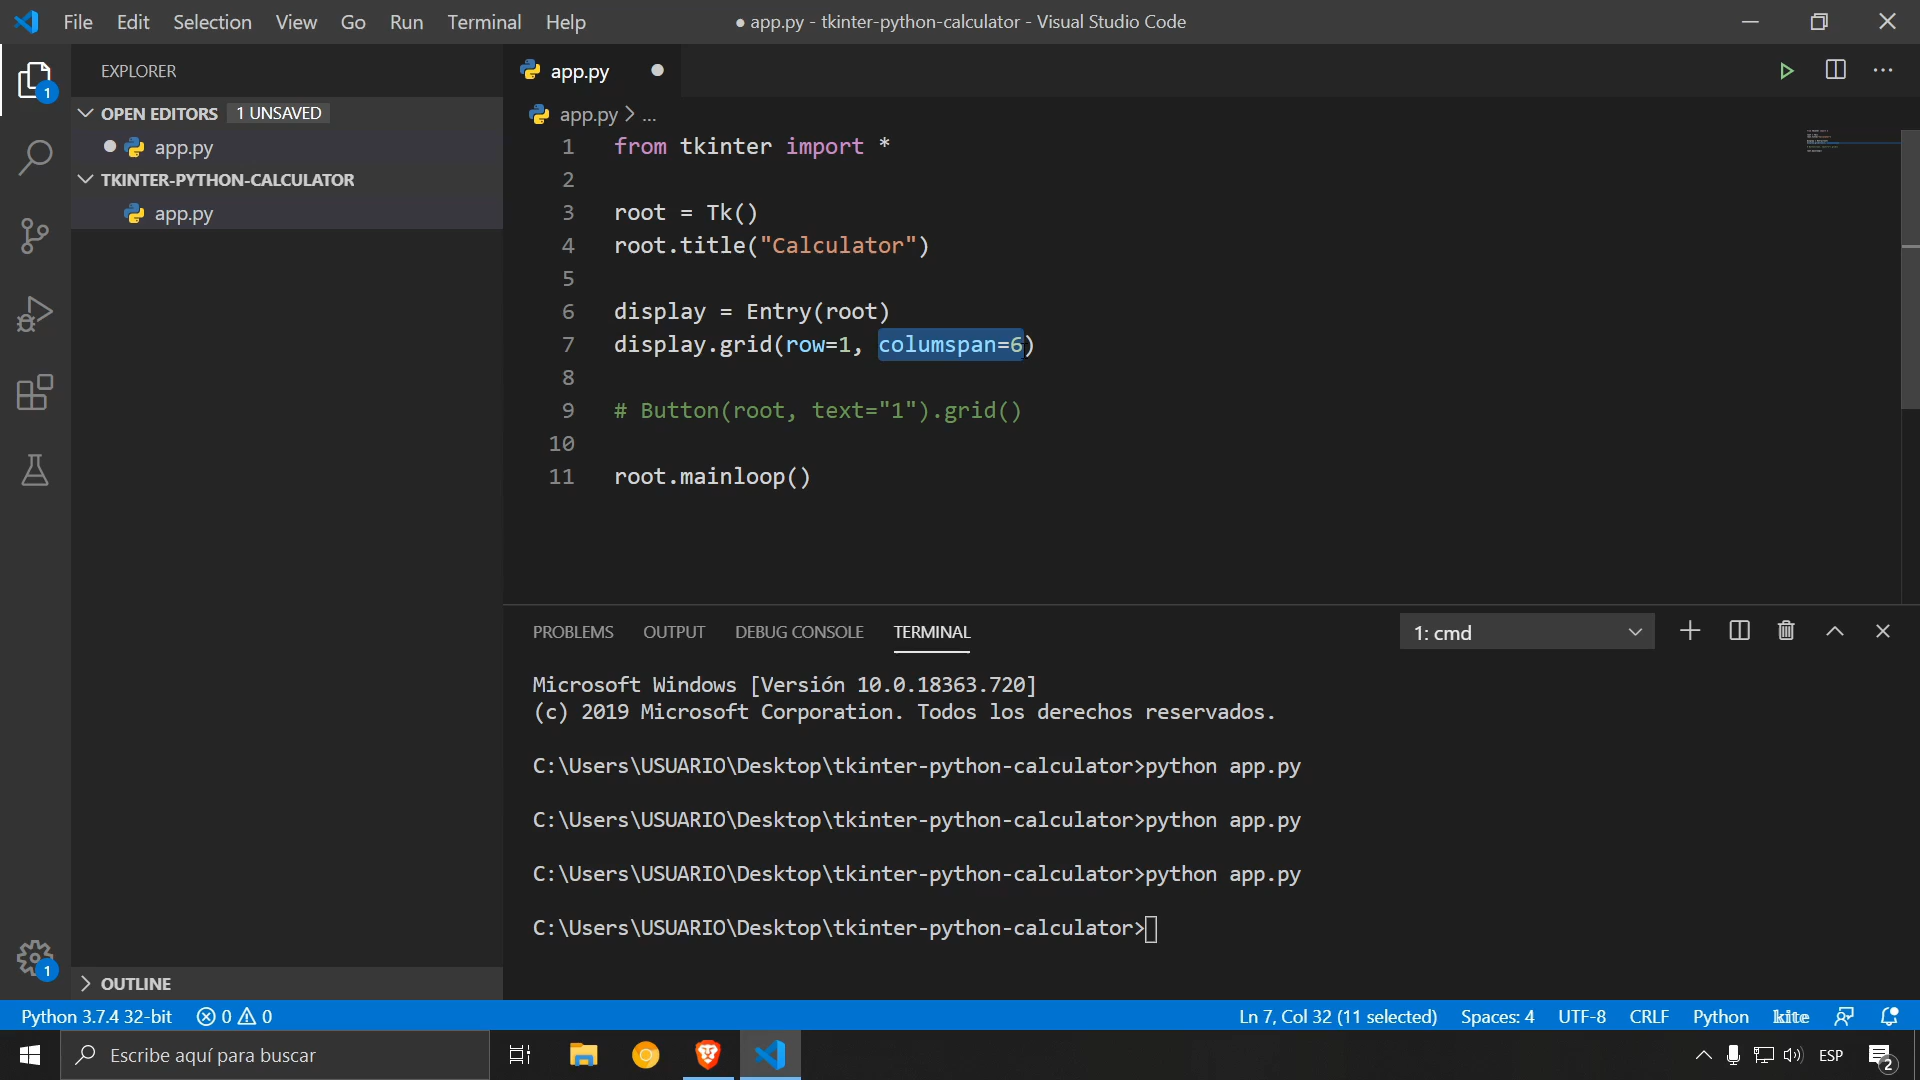 File Edit Selection View Go Run Terminal Help
● app.py - tkinter-python-calculator - Visual Studio Code
EXPLORER
OPEN EDITORS 1 UNSAVED
app.py
TKINTER-PYTHON-CALCULATOR
app.py
OUTLINE
1
1
app.py
app.py > ...
1 from tkinter import *
2
3 root = Tk()
4 root.title("Calculator")
5
6 display = Entry(root)
7 display.grid(row=1, columspan=6)
8
9 # Button(root, text="1").grid()
10
11 root.mainloop()
PROBLEMS OUTPUT DEBUG CONSOLE TERMINAL 1: cmd
Microsoft Windows [Versión 10.0.18363.720]
(c) 2019 Microsoft Corporation. Todos los derechos reservados.
C:\Users\USUARIO\Desktop\tkinter-python-calculator>python app.py
C:\Users\USUARIO\Desktop\tkinter-python-calculator>python app.py
C:\Users\USUARIO\Desktop\tkinter-python-calculator>python app.py
C:\Users\USUARIO\Desktop\tkinter-python-calculator>
Python 3.7.4 32-bit 0 0 Ln 7, Col 32 (11 selected) Spaces: 4 UTF-8 CRLF Python kite
Escribe aquí para buscar ESP 2